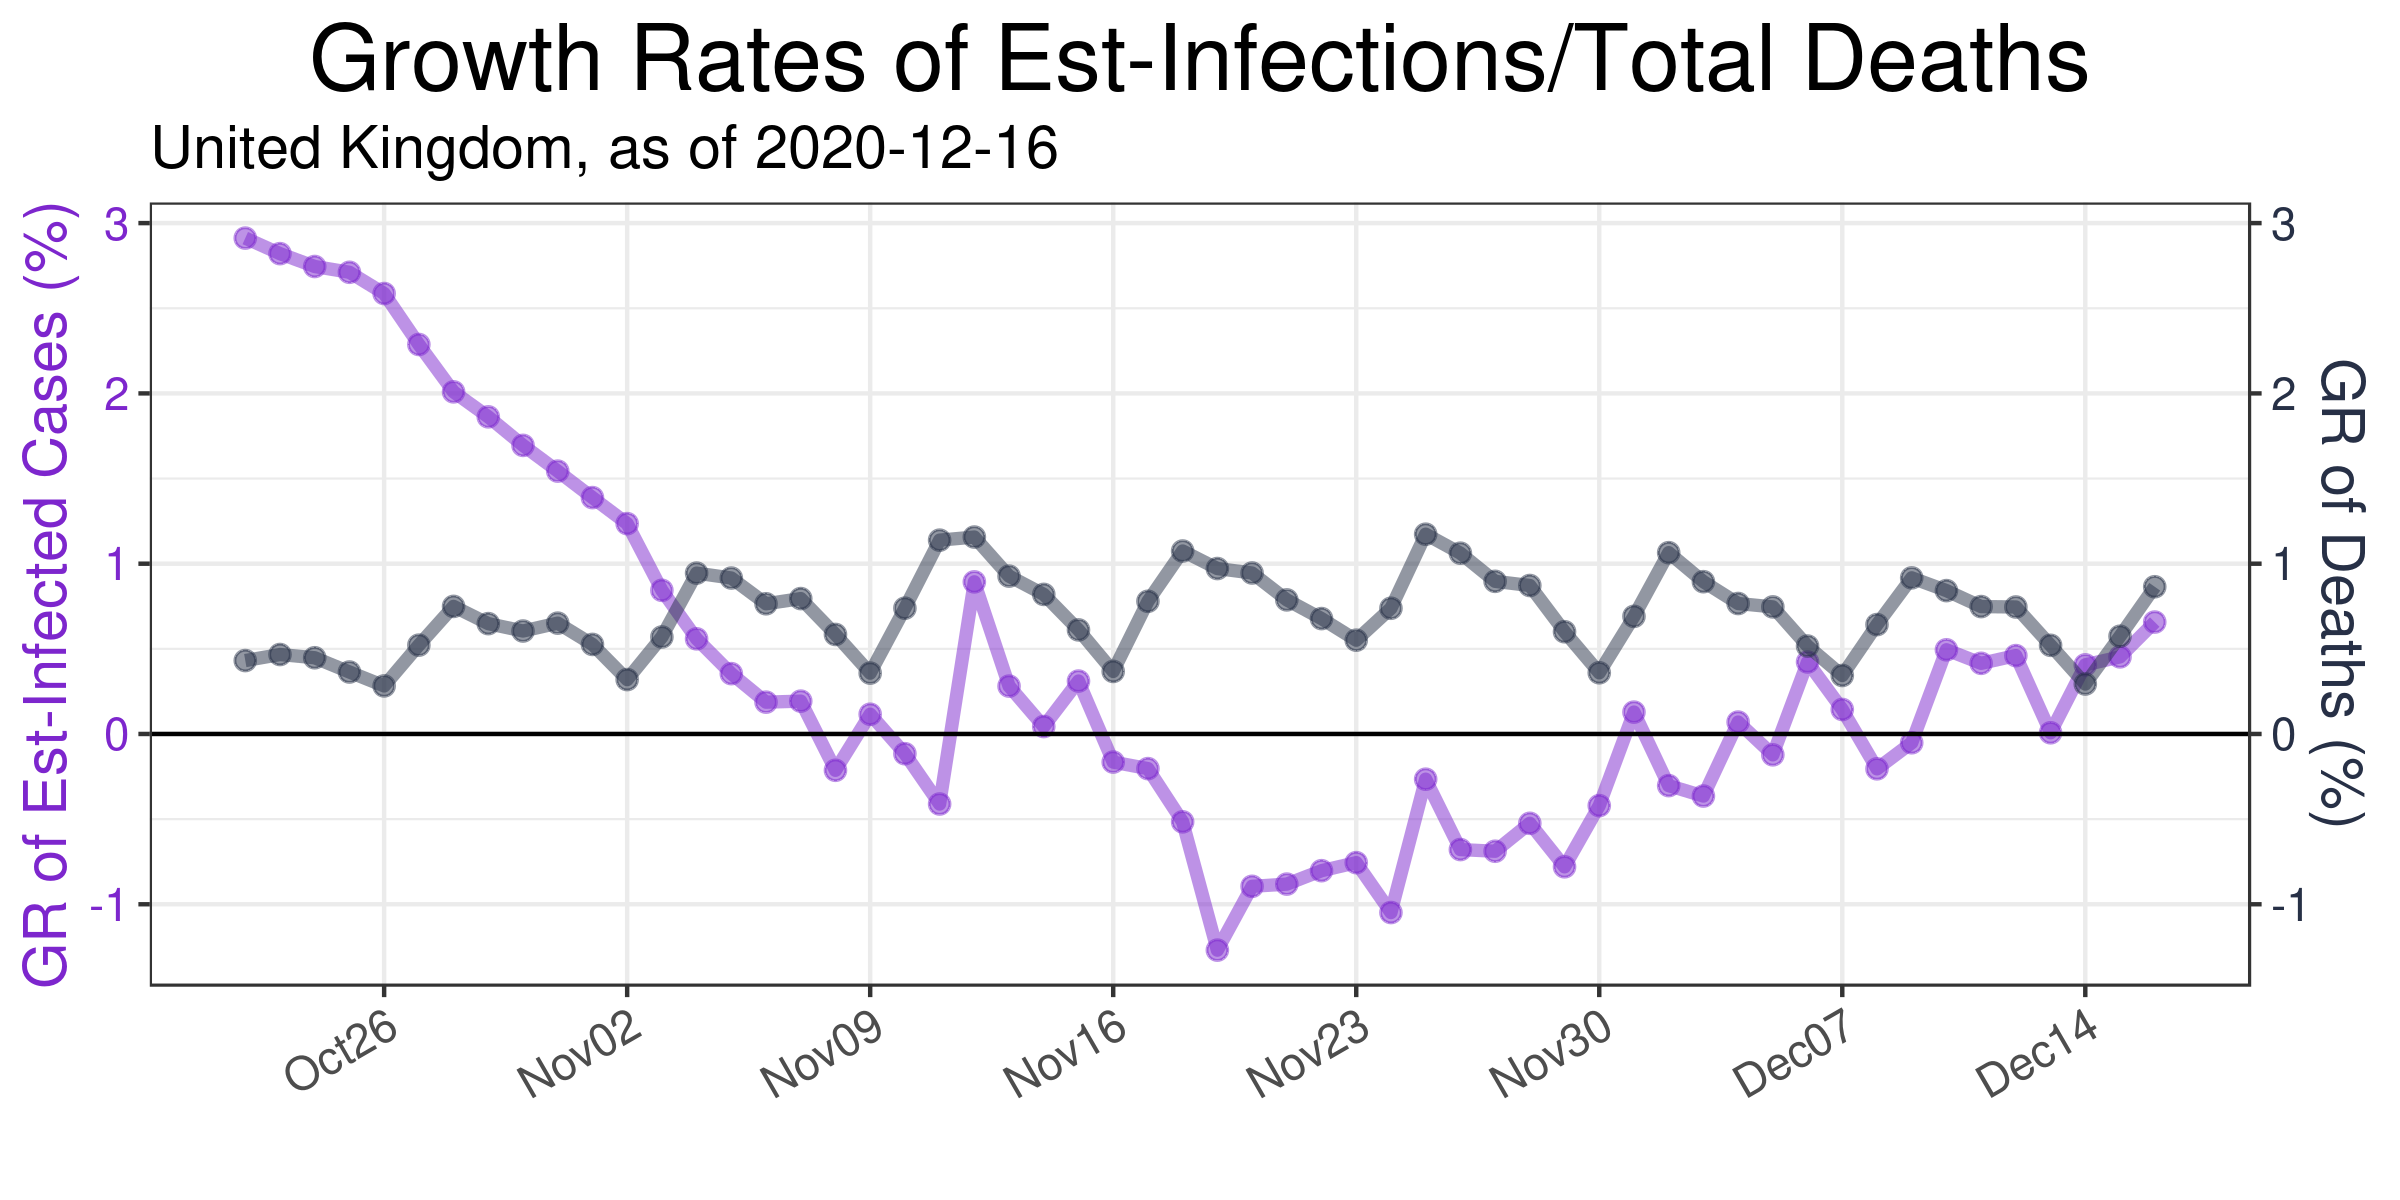 Growth Rates of Est-Infections/Total Deaths
United Kingdom, as of 2020-12-16
GR of Est-Infected Cases (%)
3
2
1
0
-1
3
2
1
0
-1
GR of Deaths (%)
Oct26
Nov02
Nov09
Nov16
Nov23
Nov30
Dec07
Dec14